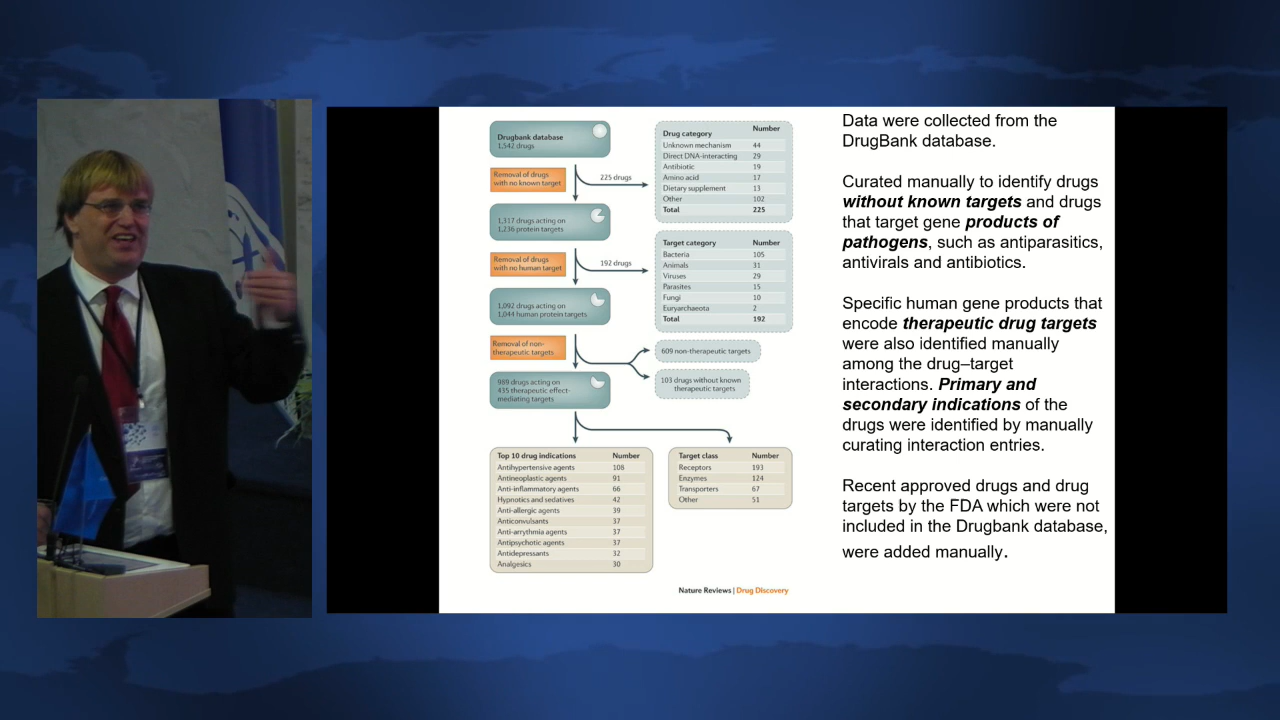 Drugbank database
1,542 drugs
Removal of drugs
with no known target
225 drugs
1,317 drugs acting on
1,236 protein targets
Removal of drugs
with no human target
192 drugs
1,092 drugs acting on
1,044 human protein targets
Removal of non-
therapeutic targets
609 non-therapeutic targets
103 drugs without known
therapeutic targets
989 drugs acting on
435 therapeutic effect-
mediating targets
Drug category Number
Unknown mechanism 44
Direct DNA-interacting 29
Antibiotic 19
Amino acid 17
Dietary supplement 13
Other 102
Total 225
Target category Number
Bacteria 105
Animals 31
Viruses 29
Parasites 15
Fungi 10
Euryarchaeota 2
Total 192
Top 10 drug indications Number
Antihypertensive agents 108
Antineoplastic agents 91
Anti-inflammatory agents 66
Hypnotics and sedatives 42
Anti-allergic agents 39
Anticonvulsants 37
Anti-arrythmia agents 37
Antipsychotic agents 37
Antidepressants 32
Analgesics 30
Target class Number
Receptors 193
Enzymes 124
Transporters 67
Other 51
Nature Reviews | Drug Discovery
Data were collected from the
DrugBank database.
Curated manually to identify drugs
without known targets and drugs
that target gene products of
pathogens, such as antiparasitics,
antivirals and antibiotics.
Specific human gene products that
encode therapeutic drug targets
were also identified manually
among the drug–target
interactions. Primary and
secondary indications of the
drugs were identified by manually
curating interaction entries.
Recent approved drugs and drug
targets by the FDA which were not
included in the Drugbank database,
were added manually.